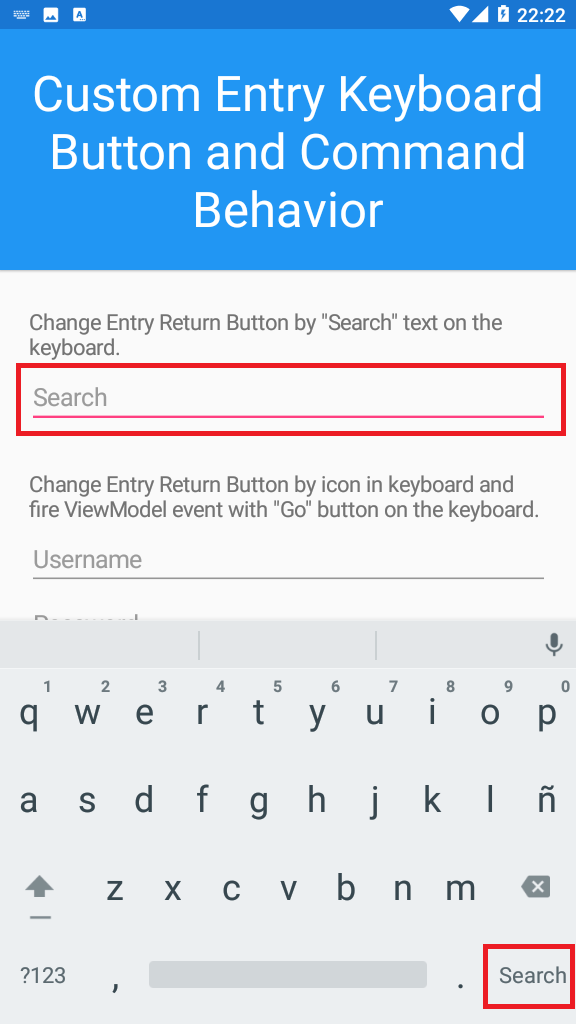 22:22
Custom Entry Keyboard
Button and Command
Behavior
Change Entry Return Button by "Search" text on the
keyboard.
Search
Change Entry Return Button by icon in keyboard and
fire ViewModel event with "Go" button on the keyboard.
Username
Password
1 2 3 4 5 6 7 8 9 0
q w e r t y u i o p
a s d f g h j k l ñ
z x c v b n m
?123 , . Search